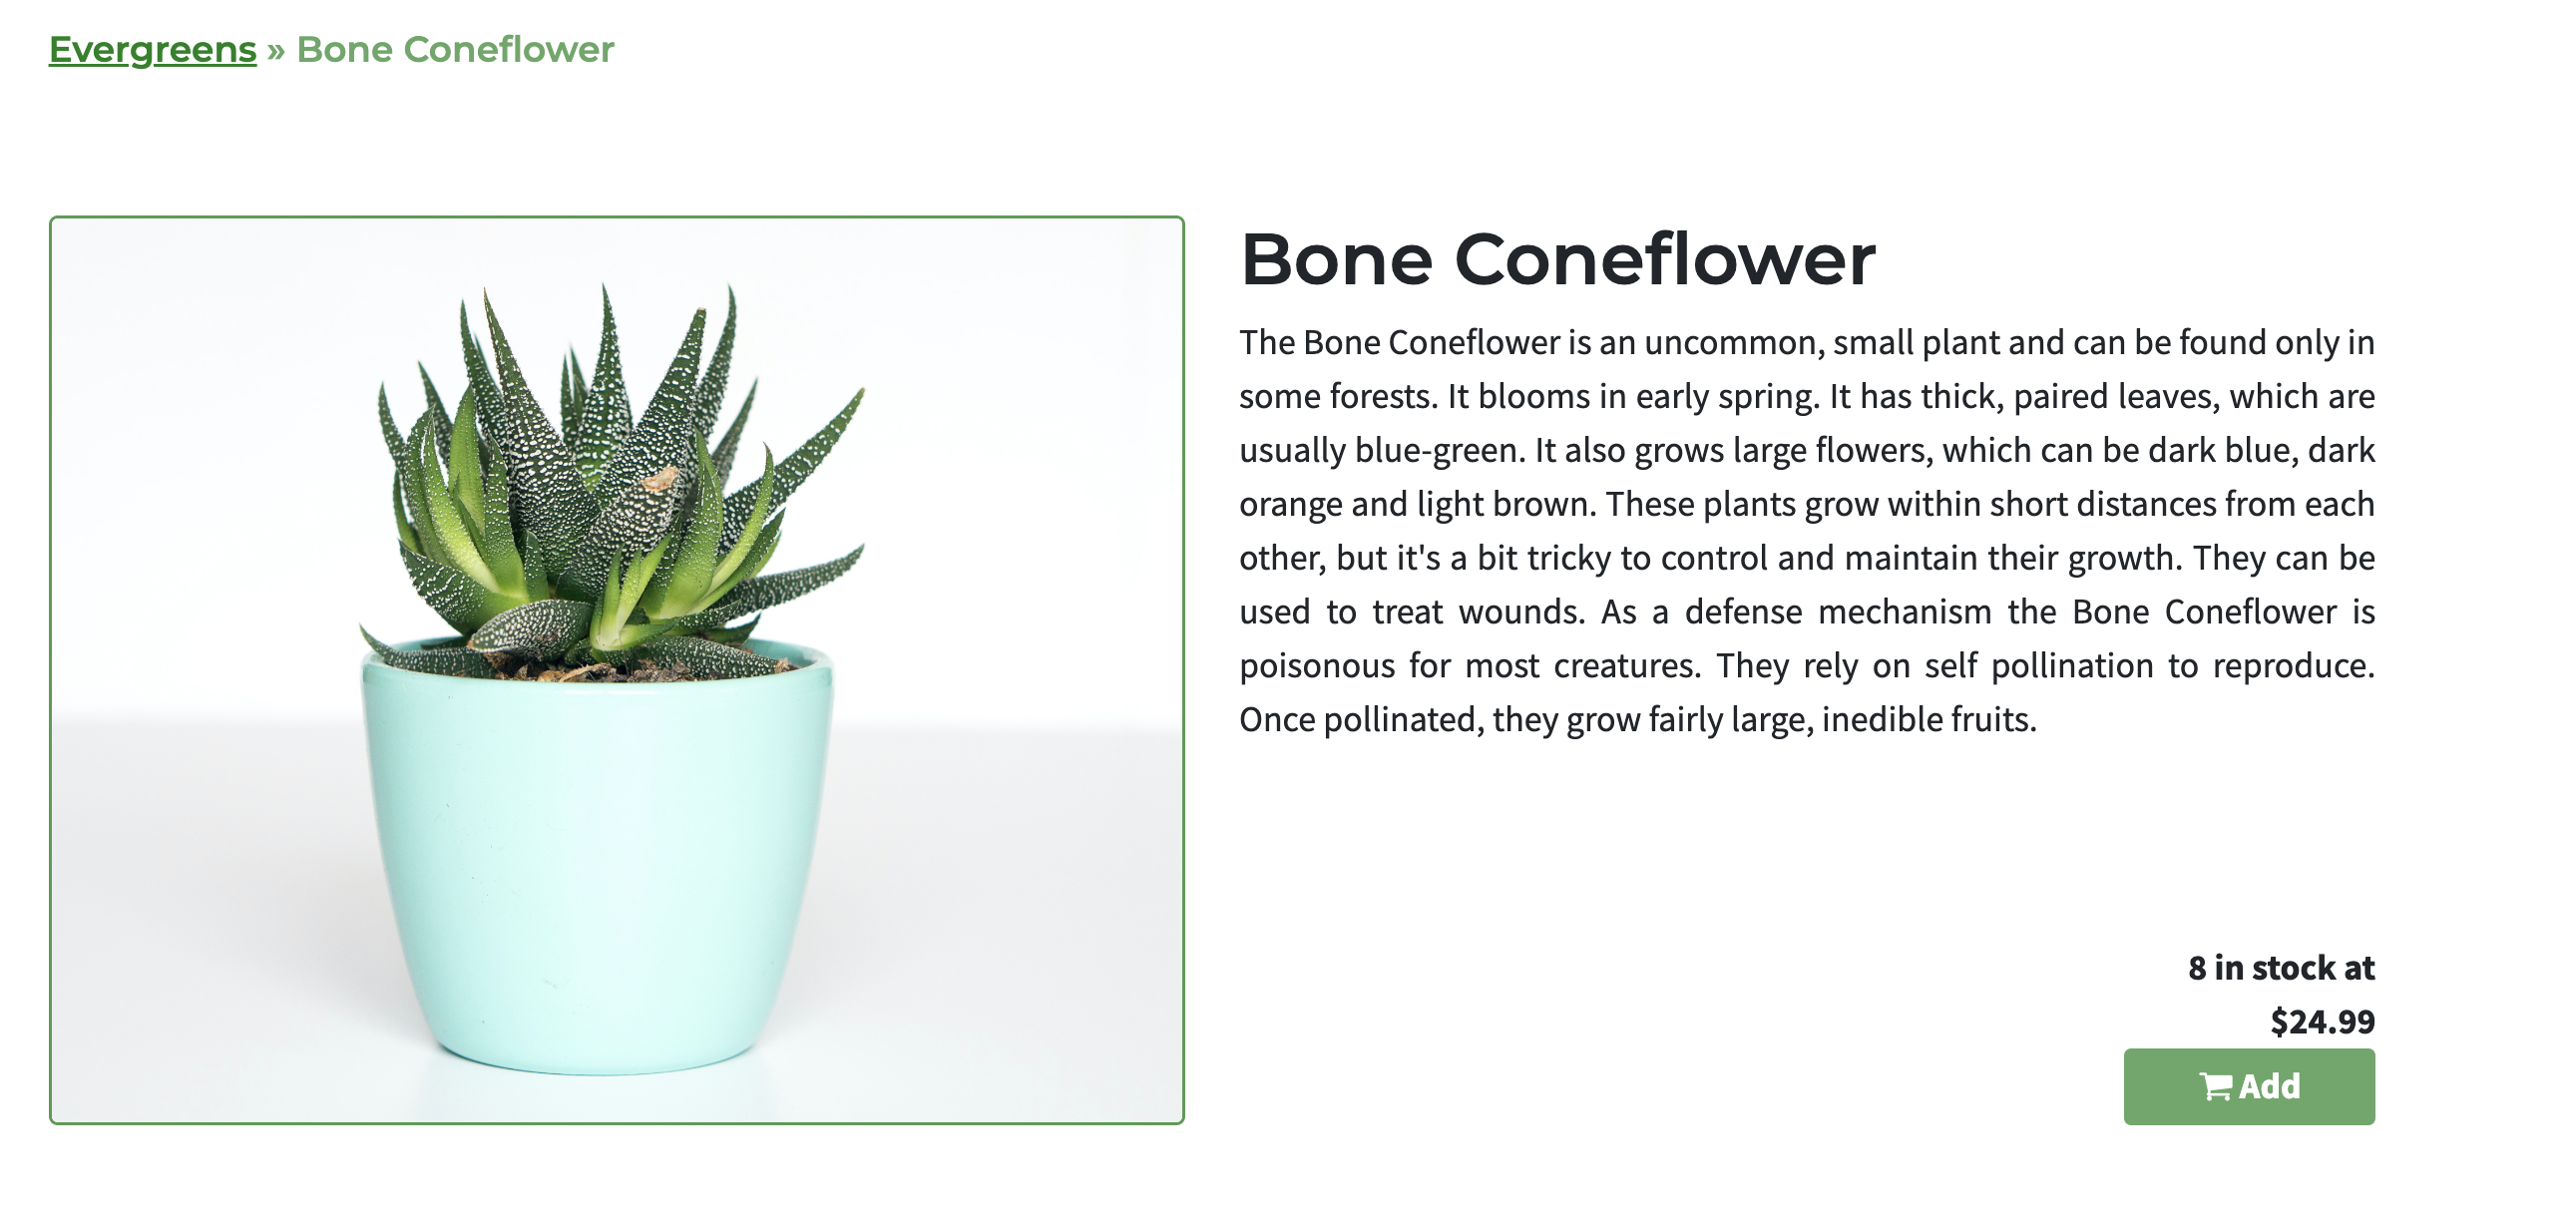 Evergreens » Bone Coneflower
Bone Coneflower
The Bone Coneflower is an uncommon, small plant and can be found only in
some forests. It blooms in early spring. It has thick, paired leaves, which are
usually blue-green. It also grows large flowers, which can be dark blue, dark
orange and light brown. These plants grow within short distances from each
other, but it's a bit tricky to control and maintain their growth. They can be
used to treat wounds. As a defense mechanism the Bone Coneflower is
poisonous for most creatures. They rely on self pollination to reproduce.
Once pollinated, they grow fairly large, inedible fruits.
8 in stock at
$24.99
Add